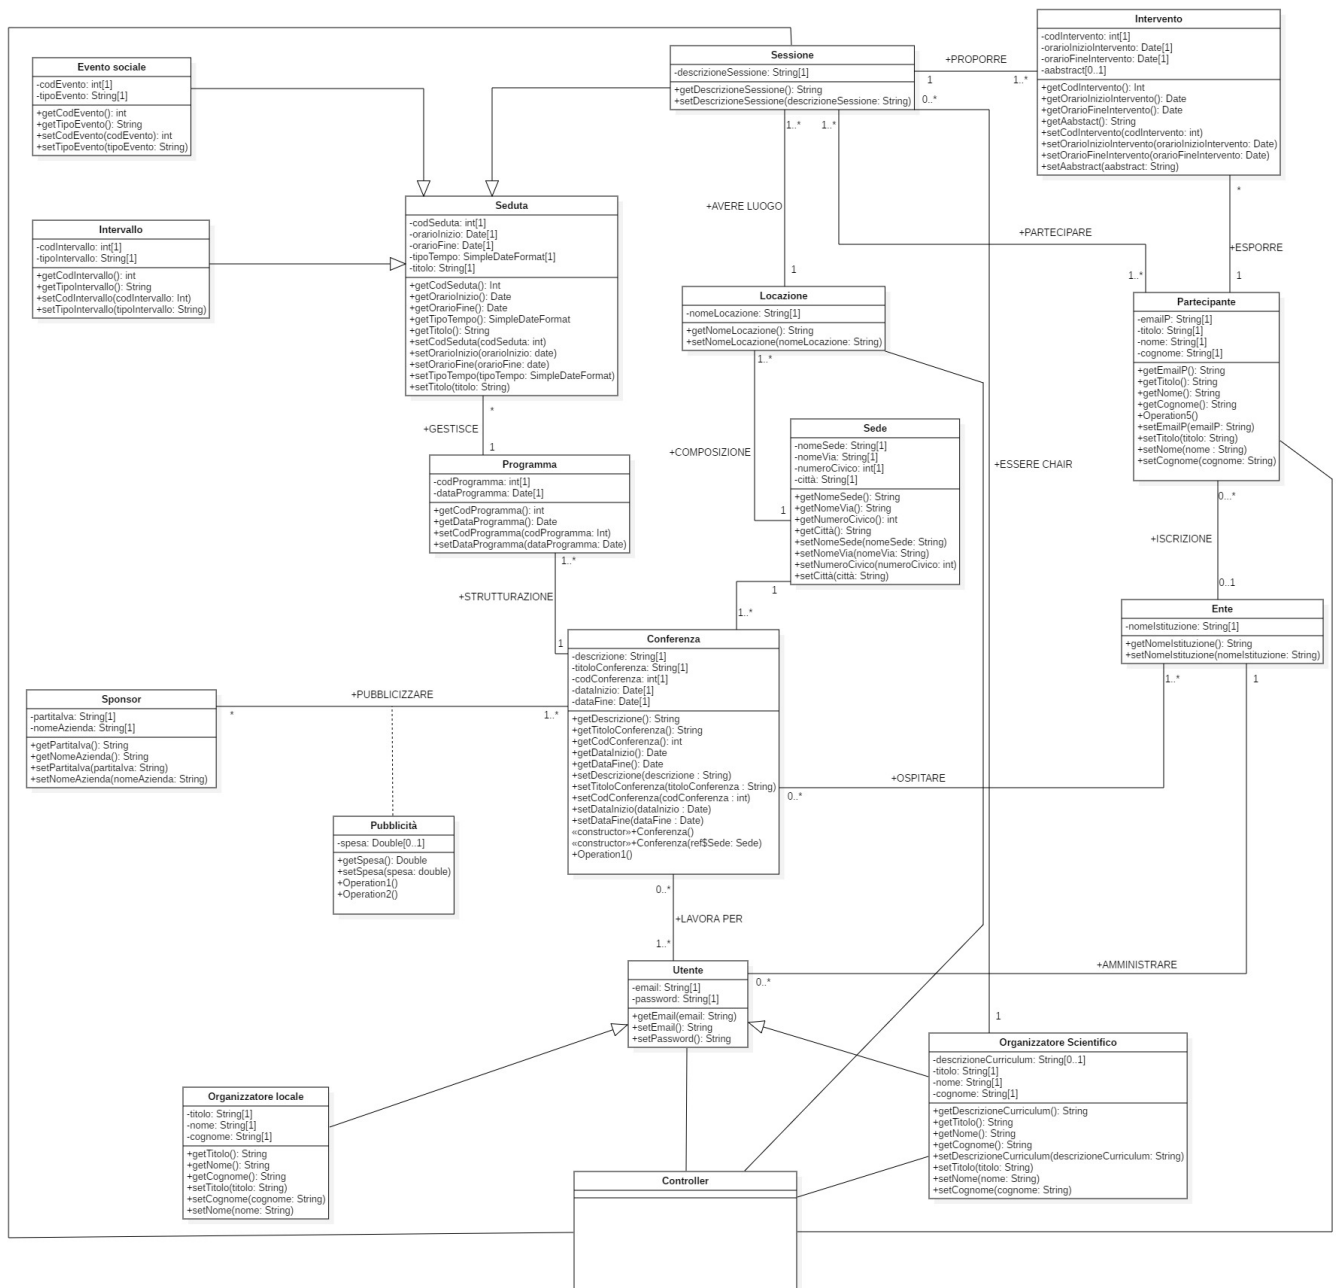 Intervento
-codIntervento: int[1]
-orarioInizioIntervento: Date[1]
-orarioFineIntervento: Date[1]
-aabstract[0..1]
+getCodIntervento(): Int
+getOrarioInizioIntervento(): Date
+getOrarioFineIntervento(): Date
+getAabstact(): String
+setCodIntervento(codIntervento: int)
+setOrarioInizioIntervento(orarioInizioIntervento: Date)
+setOrarioFineIntervento(orarioFineIntervento: Date)
+setAabstract(aabstract: String)
Sessione
-descrizioneSessione: String[1]
+getDescrizioneSessione(): String
+setDescrizioneSessione(descrizioneSessione: String)
+PROPORRE
1
1..*
0..*
1..*
1..*
Evento sociale
-codEvento: int[1]
-tipoEvento: String[1]
+getCodEvento(): int
+getTipoEvento(): String
+setCodEvento(codEvento): int
+setTipoEvento(tipoEvento: String)
Seduta
-codSeduta: int[1]
-orarioInizio: Date[1]
-orarioFine: Date[1]
-tipoTempo: SimpleDateFormat[1]
-titolo: String[1]
+getCodSeduta(): Int
+getOrarioInizio(): Date
+getOrarioFine(): Date
+getTipoTempo(): SimpleDateFormat
+getTitolo(): String
+setCodSeduta(codSeduta: int)
+setOrarioInizio(orarioInizio: date)
+setOrarioFine(orarioFine: date)
+setTipoTempo(tipoTempo: SimpleDateFormat)
+setTitolo(titolo: String)
Intervallo
-codIntervallo: int[1]
-tipoIntervallo: String[1]
+getCodIntervallo(): int
+getTipoIntervallo(): String
+setCodIntervallo(codIntervallo: Int)
+setTipoIntervallo(tipoIntervallo: String)
+AVERE LUOGO
1
+PARTECIPARE
1..*
*
+ESPORRE
1
Locazione
-nomeLocazione: String[1]
+getNomeLocazione(): String
+setNomeLocazione(nomeLocazione: String)
1..*
Partecipante
-emailP: String[1]
-titolo: String[1]
-nome: String[1]
-cognome: String[1]
+getEmailP(): String
+getTitolo(): String
+getNome(): String
+getCognome(): String
+Operation5()
+setEmailP(emailP: String)
+setTitolo(titolo: String)
+setNome(nome : String)
+setCognome(cognome: String)
*
+GESTISCE
1
Programma
-codProgramma: int[1]
-dataProgramma: Date[1]
+getCodProgramma(): int
+getDataProgramma(): Date
+setCodProgramma(codProgramma: Int)
+setDataProgramma(dataProgramma: Date)
+COMPOSIZIONE
1
Sede
-nomeSede: String[1]
-nomeVia: String[1]
-numeroCivico: int[1]
-città: String[1]
+getNomeSede(): String
+getNomeVia(): String
+getNumeroCivico(): int
+getCittà(): String
+setNomeSede(nomeSede: String)
+setNomeVia(nomeVia: String)
+setNumeroCivico(numeroCivico: int)
+setCittà(città: String)
+ESSERE CHAIR
0...*
+ISCRIZIONE
0..1
1..*
+STRUTTURAZIONE
1
1
1..*
Ente
-nomeIstituzione: String[1]
+getNomeIstituzione(): String
+setNomeIstituzione(nomeIstituzione: String)
1..*
1
Conferenza
-descrizione: String[1]
-titoloConferenza: String[1]
-codConferenza: int[1]
-dataInizio: Date[1]
-dataFine: Date[1]
+getDescrizione(): String
+getTitoloConferenza(): String
+getCodConferenza(): int
+getDataInizio(): Date
+getDataFine(): Date
+setDescrizione(descrizione : String)
+setTitoloConferenza(titoloConferenza : String)
+setCodConferenza(codConferenza : int)
+setDataInizio(dataInizio : Date)
+setDataFine(dataFine : Date)
«constructor»+Conferenza()
«constructor»+Conferenza(ref$Sede: Sede)
+Operation1()
Sponsor
-partitaIva: String[1]
-nomeAzienda: String[1]
+getPartitaIva(): String
+getNomeAzienda(): String
+setPartitaIva(partitaIva: String)
+setNomeAzienda(nomeAzienda: String)
*
+PUBBLICIZZARE
1..*
Pubblicità
-spesa: Double[0..1]
+getSpesa(): Double
+setSpesa(spesa: double)
+Operation1()
+Operation2()
+OSPITARE
0..*
0..*
+LAVORA PER
1..*
Utente
-email: String[1]
-password: String[1]
+getEmail(email: String)
+setEmail(): String
+setPassword(): String
0..*
+AMMINISTRARE
1
Organizzatore Scientifico
-descrizioneCurriculum: String[0..1]
-titolo: String[1]
-nome: String[1]
-cognome: String[1]
+getDescrizioneCurriculum(): String
+getTitolo(): String
+getNome(): String
+getCognome(): String
+setDescrizioneCurriculum(descrizioneCurriculum: String)
+setTitolo(titolo: String)
+setNome(nome: String)
+setCognome(cognome: String)
Organizzatore locale
-titolo: String[1]
-nome: String[1]
-cognome: String[1]
+getTitolo(): String
+getNome(): String
+getCognome(): String
+setTitolo(titolo: String)
+setCognome(cognome: String)
+setNome(nome: String)
Controller